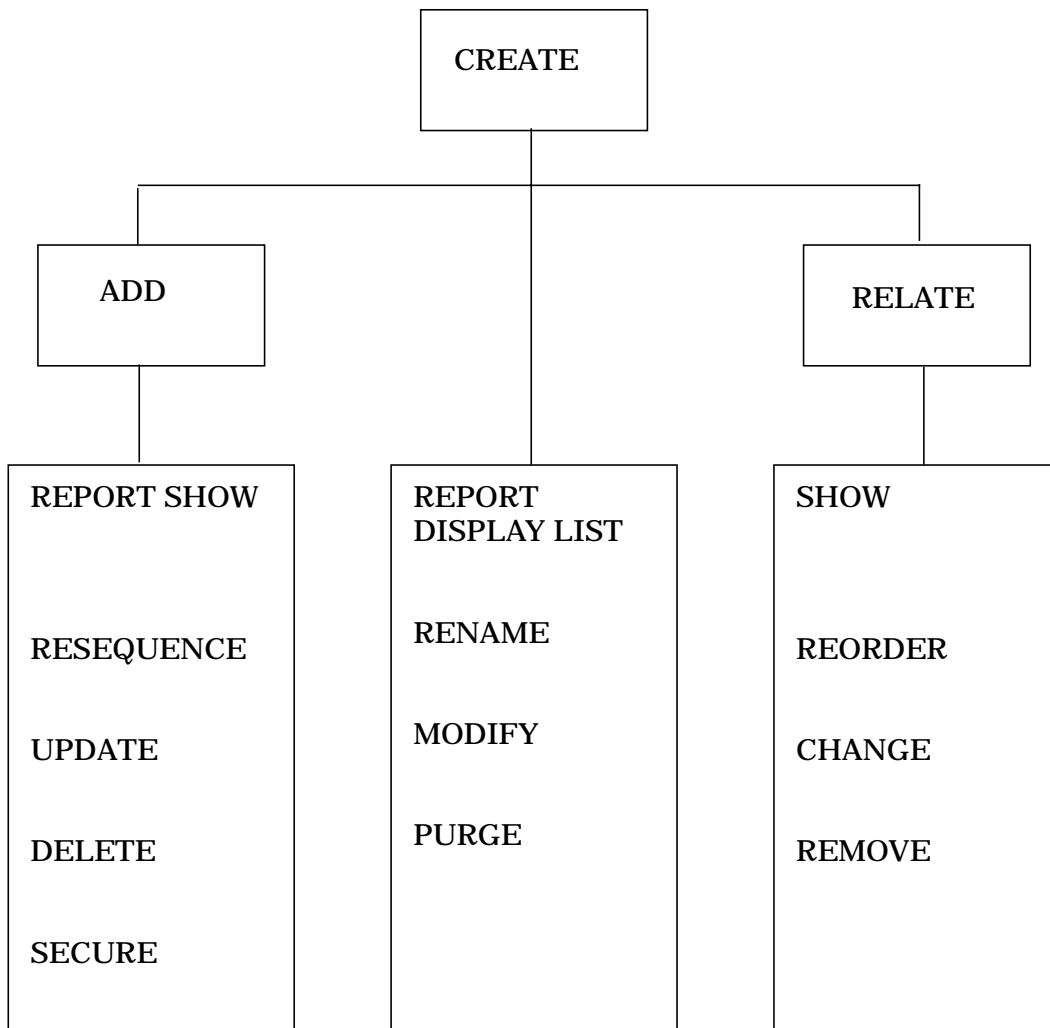 CREATE
ADD
RELATE
REPORT SHOW
RESEQUENCE
UPDATE
DELETE
SECURE
REPORT
DISPLAY LIST
RENAME
MODIFY
PURGE
SHOW
REORDER
CHANGE
REMOVE